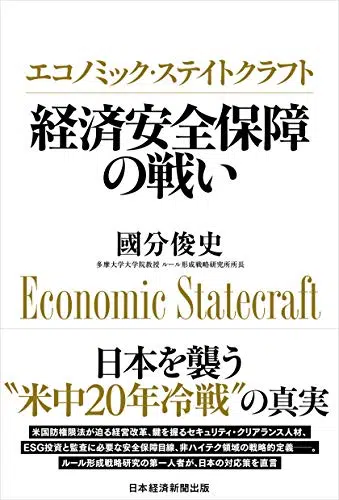 エコノミック・ステイトクラフト
経済安全保障
の戦い
國分俊史
多摩大学大学院教授 ルール形成戦略研究所所長
Economic Statecraft
日本を襲う
“米中20年冷戦”の真実
米国防権限法が迫る経営改革、鍵を握るセキュリティ・クリアランス人材、
ESG投資と監査に必要な安全保障目線、非ハイテク領域の戦略的定義――。
ルール形成戦略研究の第一人者が、日本の対応策を直言
日本経済新聞出版